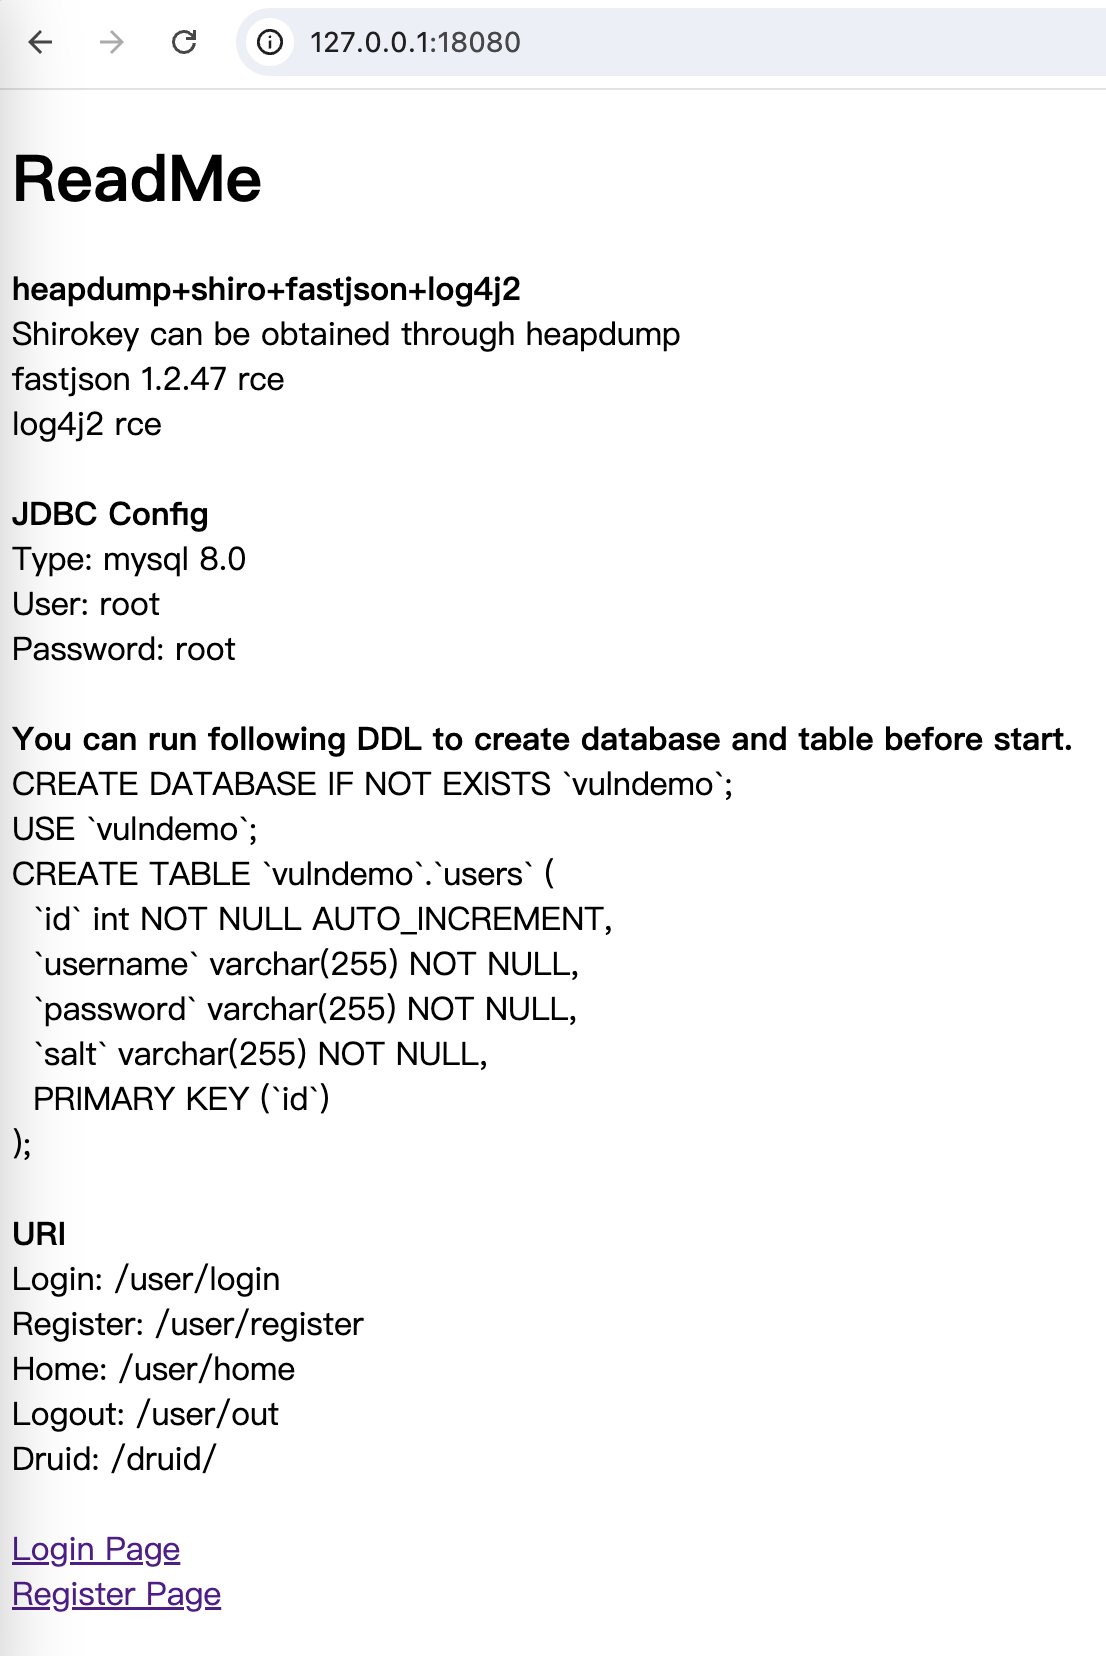 127.0.0.1:18080
ReadMe
heapdump+shiro+fastjson+log4j2
Shirokey can be obtained through heapdump
fastjson 1.2.47 rce
log4j2 rce
JDBC Config
Type: mysql 8.0
User: root
Password: root
You can run following DDL to create database and table before start.
CREATE DATABASE IF NOT EXISTS `vulndemo`;
USE `vulndemo`;
CREATE TABLE `vulndemo`.`users` (
`id` int NOT NULL AUTO_INCREMENT,
`username` varchar(255) NOT NULL,
`password` varchar(255) NOT NULL,
`salt` varchar(255) NOT NULL,
PRIMARY KEY (`id`)
);
URI
Login: /user/login
Register: /user/register
Home: /user/home
Logout: /user/out
Druid: /druid/
Login Page
Register Page